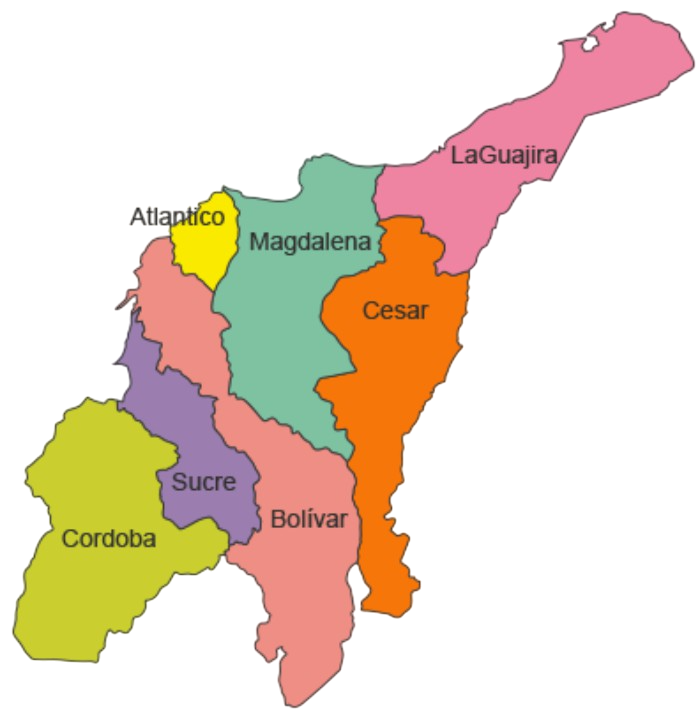 LaGuajira
Atlantico
Magdalena
Cesar
Sucre
Bolívar
Cordoba